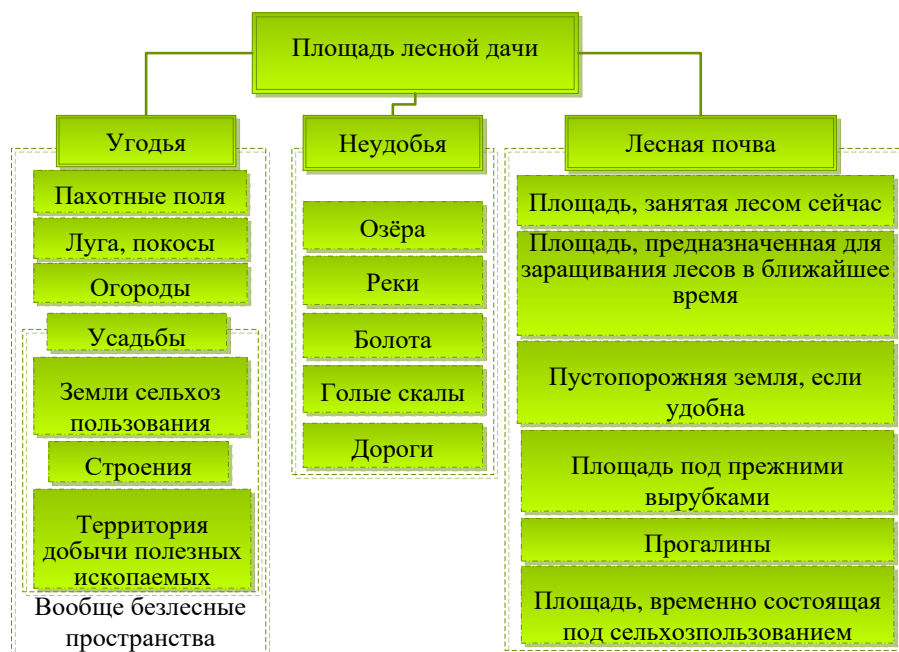 Площадь лесной дачи
Угодья
Пахотные поля
Луга, покосы
Огороды
Усадьбы
Земли сельхоз
пользования
Строения
Территория
добычи полезных
ископаемых
Вообще безлесные
пространства
Неудобья
Озёра
Реки
Болота
Голые скалы
Дороги
Лесная почва
Площадь, занятая лесом сейчас
Площадь, предназначенная для
заращивания лесов в ближайшее
время
Пустопорожняя земля, если
удобна
Площадь под прежними
вырубками
Прогалины
Площадь, временно состоящая
под сельхозпользованием